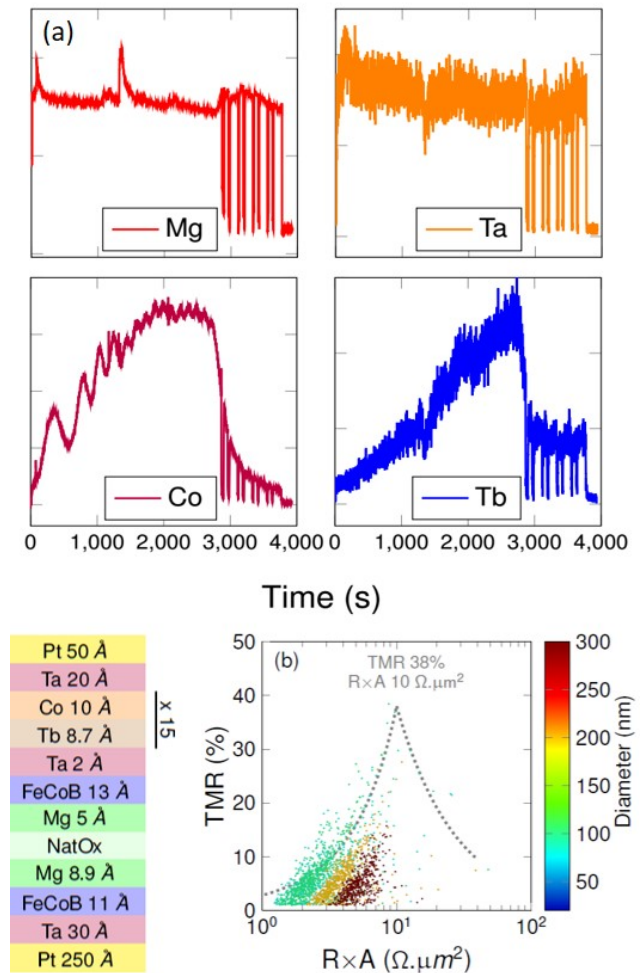 (a)
Mg
Ta
Co
Tb
0 1,000 2,000 3,000 4,000
0 1,000 2,000 3,000 4,000
Time (s)
Pt 50 Å
Ta 20 Å
Co 10 Å
Tb 8.7 Å
x 15
Ta 2 Å
FeCoB 13 Å
Mg 5 Å
NatOx
Mg 8.9 Å
FeCoB 11 Å
Ta 30 Å
Pt 250 Å
(b)
TMR 38%
R×A 10 Ω.μm²
TMR (%)
50
40
30
20
10
0
10⁰ 10¹ 10²
R×A (Ω.μm²)
300
250
200
150
100
50
Diameter (nm)